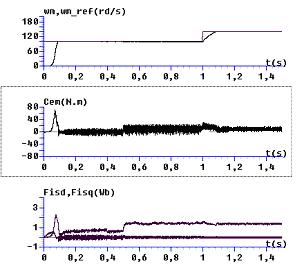 wm,wm_ref(rd/s)
180
120
60
0
t(s)
0 0,2 0,4 0,6 0,8 1 1,2 1,4
Cem(N.m)
80
40
0
-40
-80
t(s)
0 0,2 0,4 0,6 0,8 1 1,2 1,4
Fisd,Fisq(Wb)
3
1
-1
t(s)
0 0,2 0,4 0,6 0,8 1 1,2 1,4